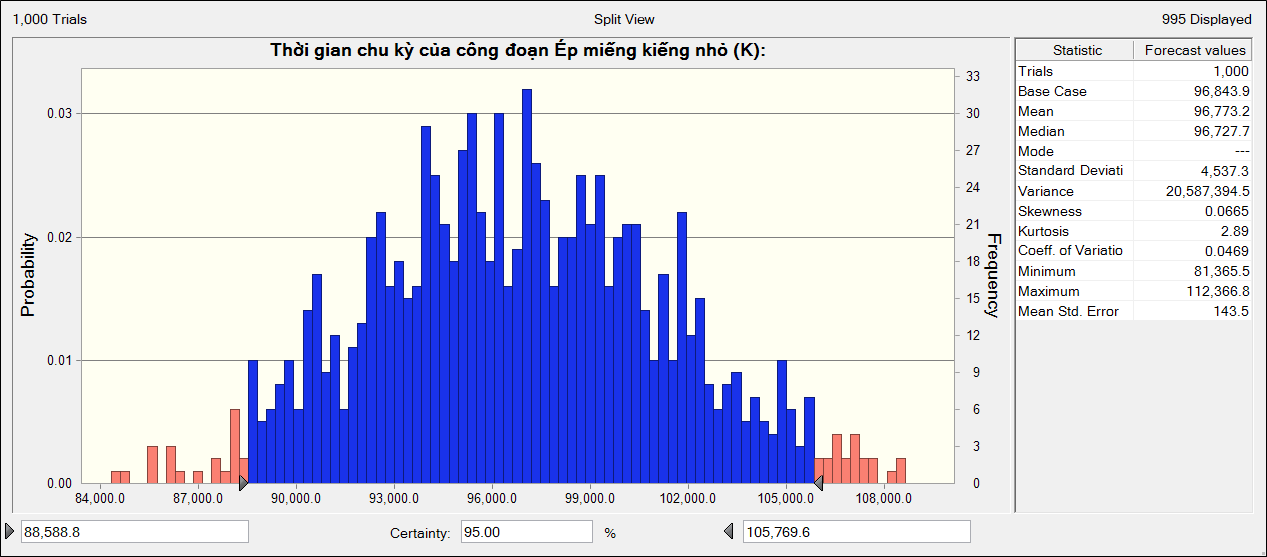 1,000 Trials
Split View
995 Displayed
Thời gian chu kỳ của công đoạn Ép miếng kiếng nhỏ (K):
Probability
0.03
0.02
0.01
0.00
33
30
27
24
21
18
15
12
9
6
3
0
Frequency
84,000.0 87,000.0 90,000.0 93,000.0 96,000.0 99,000.0 102,000.0 105,000.0 108,000.0
Statistic Forecast values
Trials 1,000
Base Case 96,843.9
Mean 96,773.2
Median 96,727.7
Mode ---
Standard Deviati 4,537.3
Variance 20,587,394.5
Skewness 0.0665
Kurtosis 2.89
Coeff. of Variatio 0.0469
Minimum 81,365.5
Maximum 112,366.8
Mean Std. Error 143.5
88,588.8 Certainty: 95.00 % 105,769.6